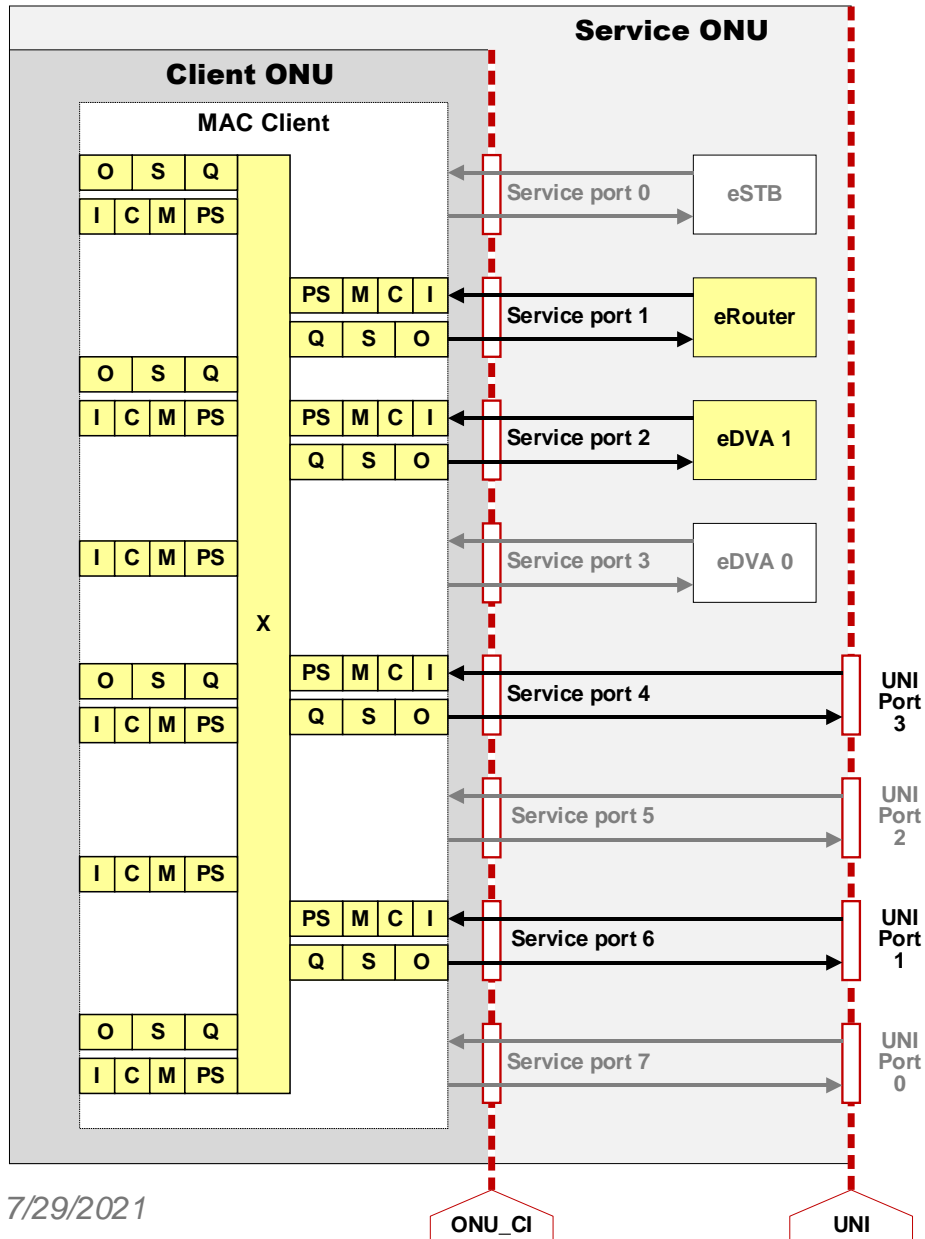 Service ONU
Client ONU
MAC Client
O S Q
I C M PS
Service port 0
eSTB
PS M C I
Q S O
Service port 1
eRouter
O S Q
I C M PS
PS M C I
Q S O
Service port 2
eDVA 1
I C M PS
Service port 3
eDVA 0
X
O S Q
I C M PS
PS M C I
Q S O
Service port 4
UNI
Port
3
Service port 5
UNI
Port
2
I C M PS
PS M C I
Q S O
Service port 6
UNI
Port
1
O S Q
I C M PS
Service port 7
UNI
Port
0
7/29/2021
ONU_CI
UNI